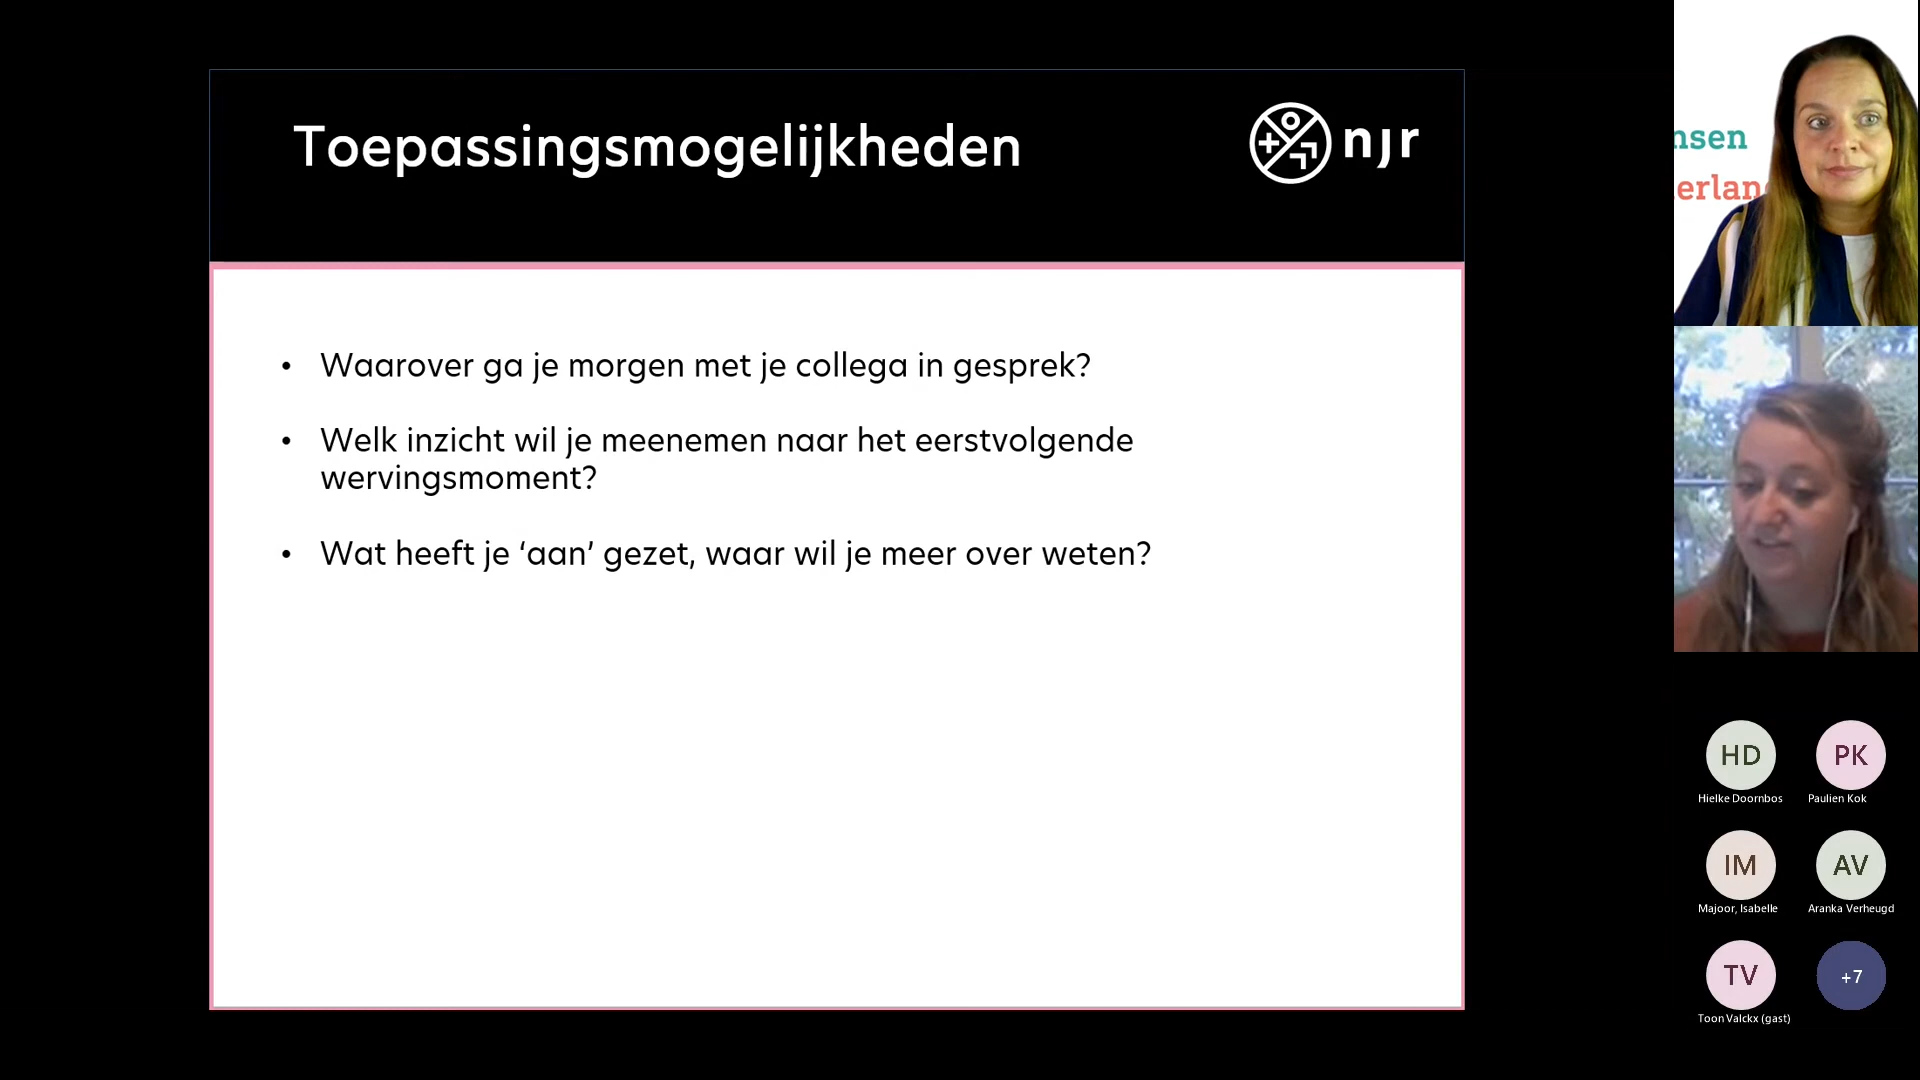 Toepassingsmogelijkheden
njr
• Waarover ga je morgen met je collega in gesprek?
• Welk inzicht wil je meenemen naar het eerstvolgende
wervingsmoment?
• Wat heeft je ‘aan’ gezet, waar wil je meer over weten?
nsen
erlan
HD
Hielke Doornbos
PK
Paulien Kok
IM
Majoor, Isabelle
AV
Aranka Verheugd
TV
Toon Valckx (gast)
+7